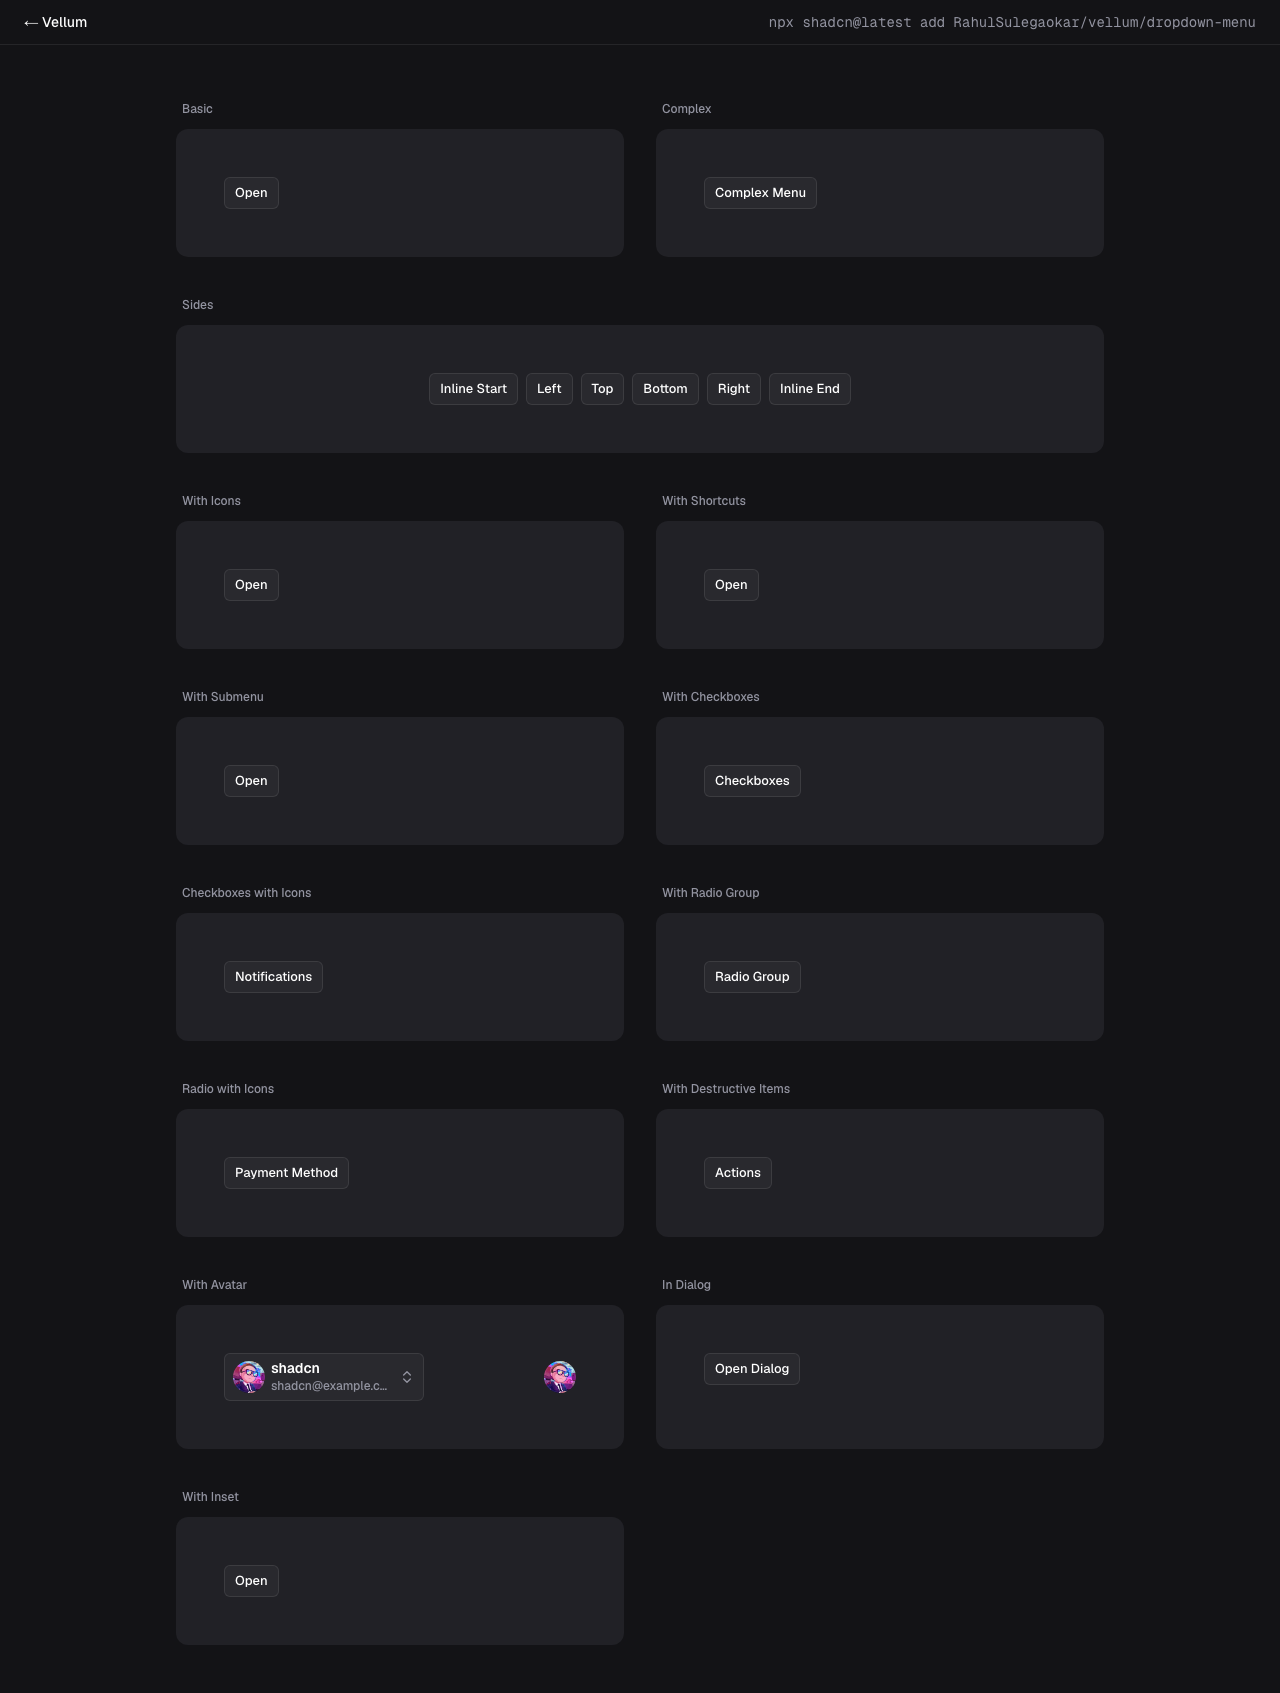 ← Vellum
npx shadcn@latest add RahulSulegaokar/vellum/dropdown-menu
Basic
Open
Complex
Complex Menu
Sides
Inline Start
Left
Top
Bottom
Right
Inline End
With Icons
Open
With Shortcuts
Open
With Submenu
Open
With Checkboxes
Checkboxes
Checkboxes with Icons
Notifications
With Radio Group
Radio Group
Radio with Icons
Payment Method
With Destructive Items
Actions
With Avatar
shadcn
shadcn@example.c...
In Dialog
Open Dialog
With Inset
Open